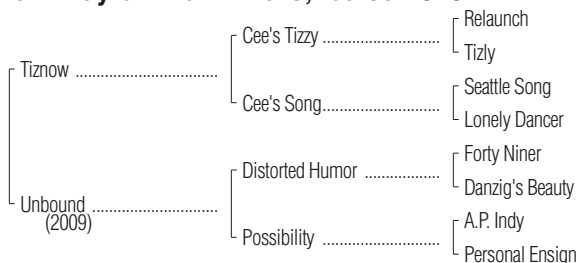 Relaunch
Cee's Tizzy ..........................
Tizly
Tiznow ................................
Seattle Song
Cee's Song..........................
Lonely Dancer
Forty Niner
Distorted Humor .................
Danzig's Beauty
Unbound ............................
(2009)
A.P. Indy
Possibility ...........................
Personal Ensign